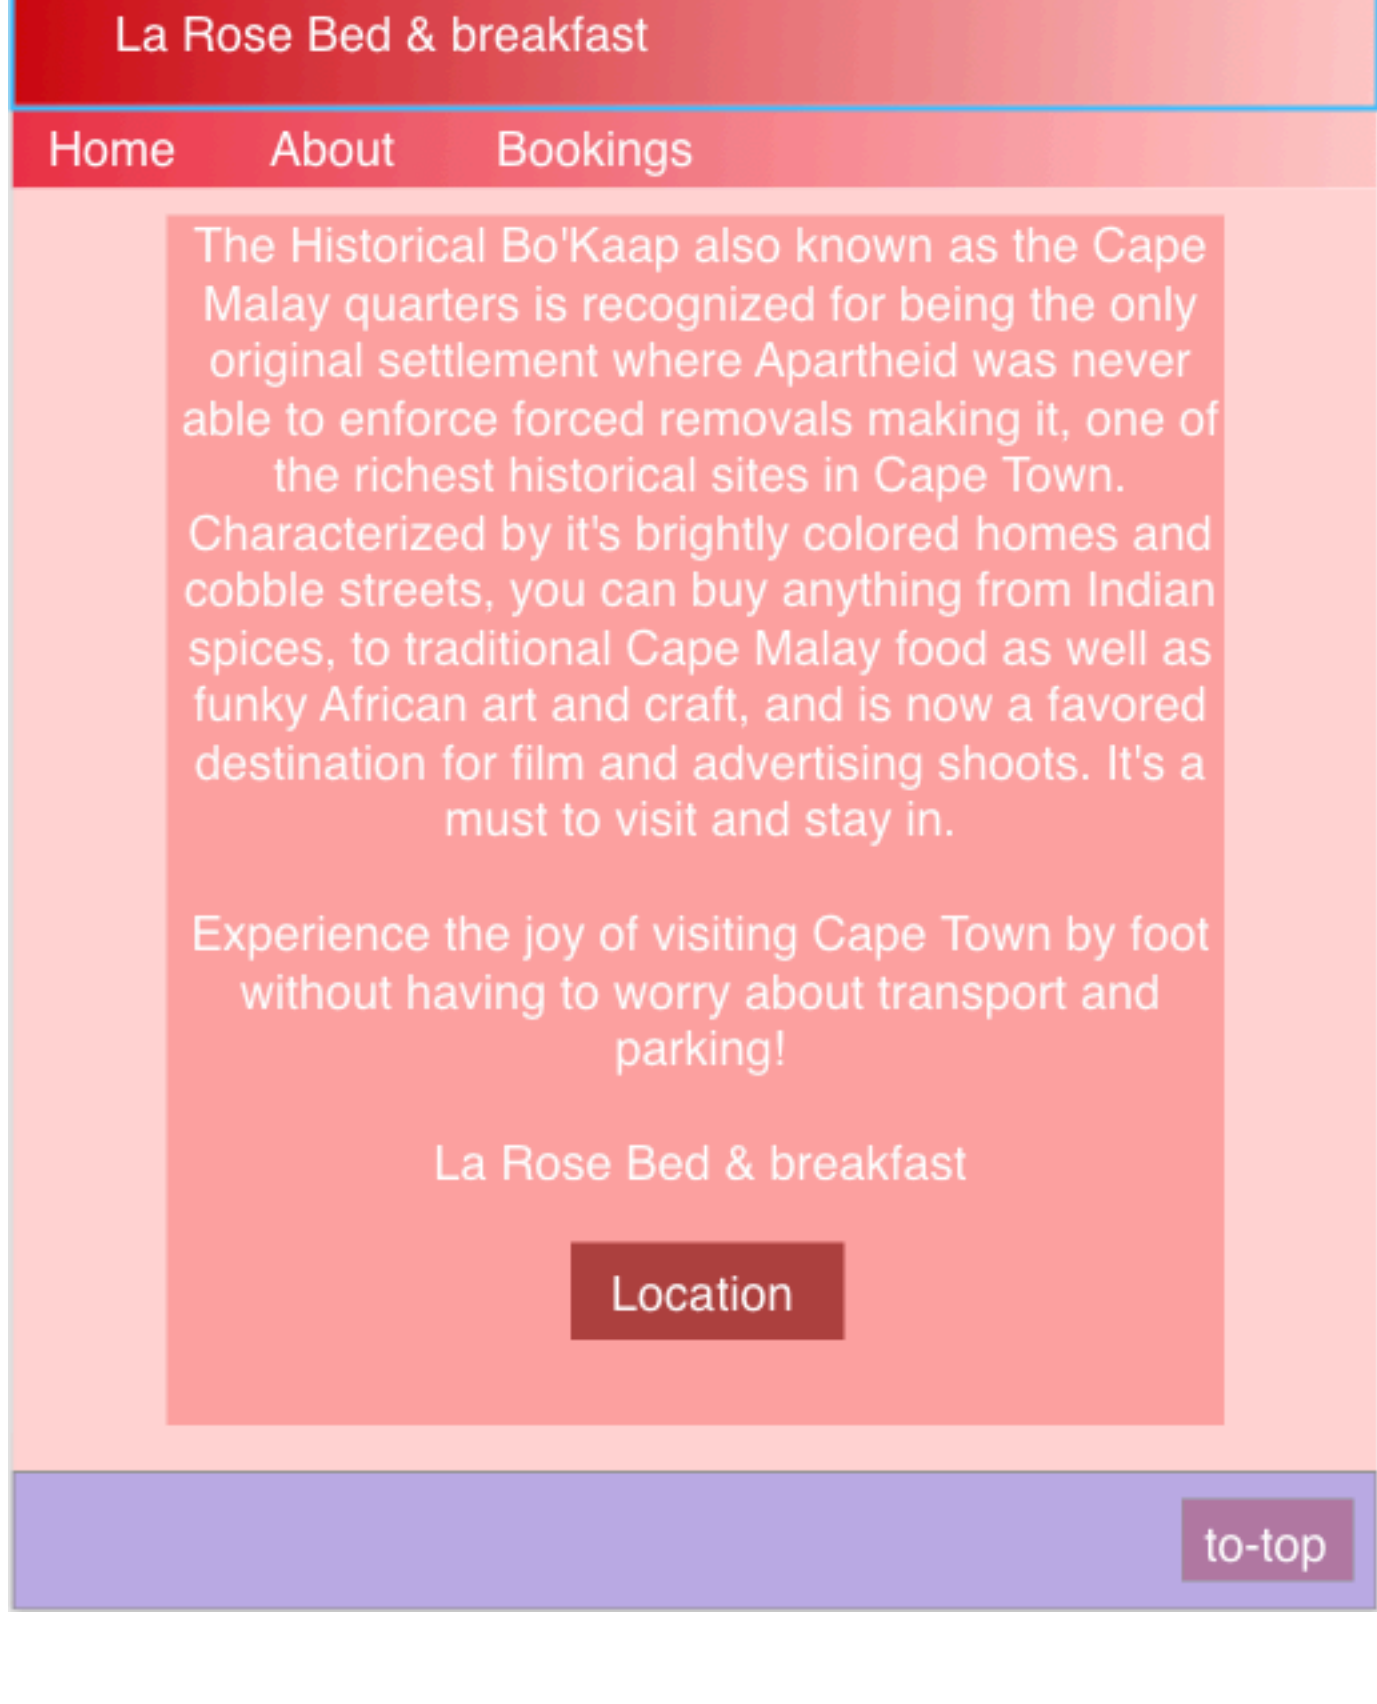 La Rose Bed & breakfast
Home About Bookings
The Historical Bo'Kaap also known as the Cape
Malay quarters is recognized for being the only
original settlement where Apartheid was never
able to enforce forced removals making it, one of
the richest historical sites in Cape Town.
Characterized by it's brightly colored homes and
cobble streets, you can buy anything from Indian
spices, to traditional Cape Malay food as well as
funky African art and craft, and is now a favored
destination for film and advertising shoots. It's a
must to visit and stay in.
Experience the joy of visiting Cape Town by foot
without having to worry about transport and
parking!
La Rose Bed & breakfast
Location
to-top